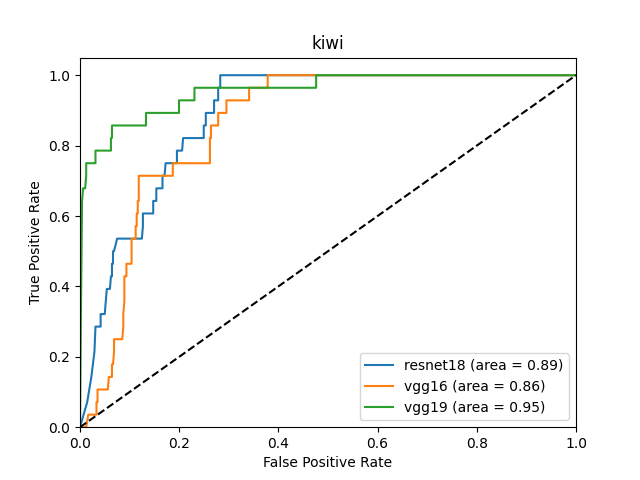 kiwi
True Positive Rate
1.0
0.8
0.6
0.4
0.2
0.0
resnet18 (area = 0.89)
vgg16 (area = 0.86)
vgg19 (area = 0.95)
0.0 0.2 0.4 0.6 0.8 1.0
False Positive Rate